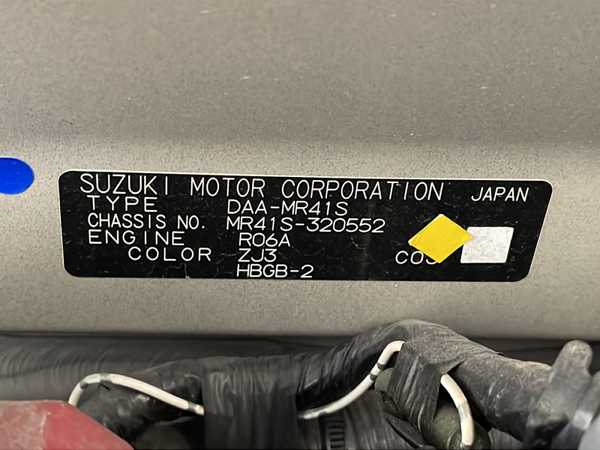 SUZUKI MOTOR CORPORATION JAPAN
TYPE DAA-MR41S
CHASSIS NO. MR41S-320552
ENGINE R06A
COLOR ZJ3
HBGB-2